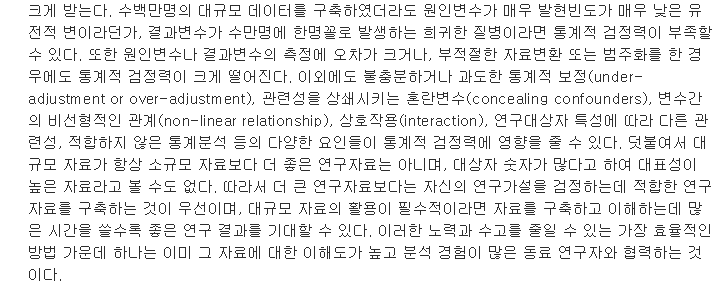 크게 받는다. 수백만명의 대규모 데이터를 구축하였더라도 원인변수가 매우 발현빈도가 매우 낮은 유
전적 변이라던가, 결과변수가 수만명에 한명꼴로 발생하는 희귀한 질병이라면 통계적 검정력이 부족할
수 있다. 또한 원인변수나 결과변수의 측정에 오차가 크거나, 부적절한 자료변환 또는 범주화를 한 경
우에도 통계적 검정력이 크게 떨어진다. 이외에도 불충분하거나 과도한 통계적 보정(under-
adjustment or over-adjustment), 관련성을 상쇄시키는 혼란변수(concealing confounders), 변수간
의 비선형적인 관계(non-linear relationship), 상호작용(interaction), 연구대상자 특성에 따라 다른 관
련성, 적합하지 않은 통계분석 등의 다양한 요인들이 통계적 검정력에 영향을 줄 수 있다. 덧붙여서 대
규모 자료가 항상 소규모 자료보다 더 좋은 연구자료는 아니며, 대상자 숫자가 많다고 하여 대표성이
높은 자료라고 볼 수도 없다. 따라서 더 큰 연구자료보다는 자신의 연구가설을 검정하는데 적합한 연구
자료를 구축하는 것이 우선이며, 대규모 자료의 활용이 필수적이라면 자료를 구축하고 이해하는데 많
은 시간을 쓸수록 좋은 연구 결과를 기대할 수 있다. 이러한 노력과 수고를 줄일 수 있는 가장 효율적인
방법 가운데 하나는 이미 그 자료에 대한 이해도가 높고 분석 경험이 많은 동료 연구자와 협력하는 것
이다.